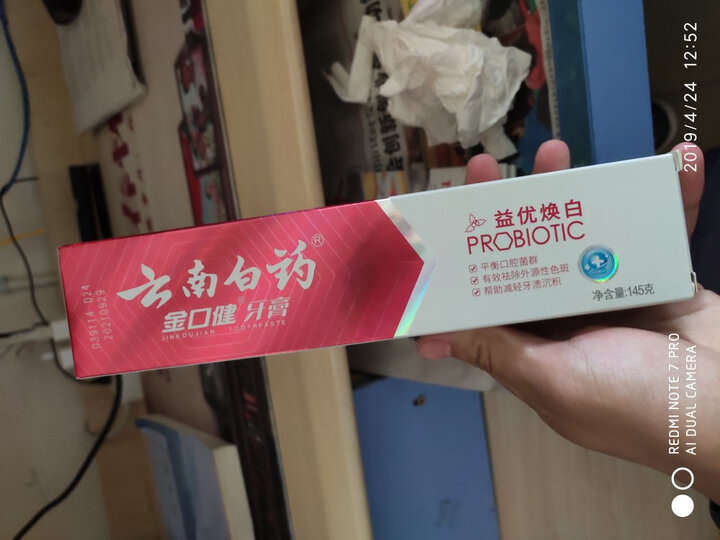 云南白药®
金口健®牙膏
JINKOUJIAN TOOTHPASTE
039114 024
20210929
益优焕白
PROBIOTIC
平衡口腔菌群
有效祛除外源性色斑
帮助减轻牙渍沉积
净含量:145克
2019/4/24 12:52
REDMI NOTE 7 PRO
AI DUAL CAMERA